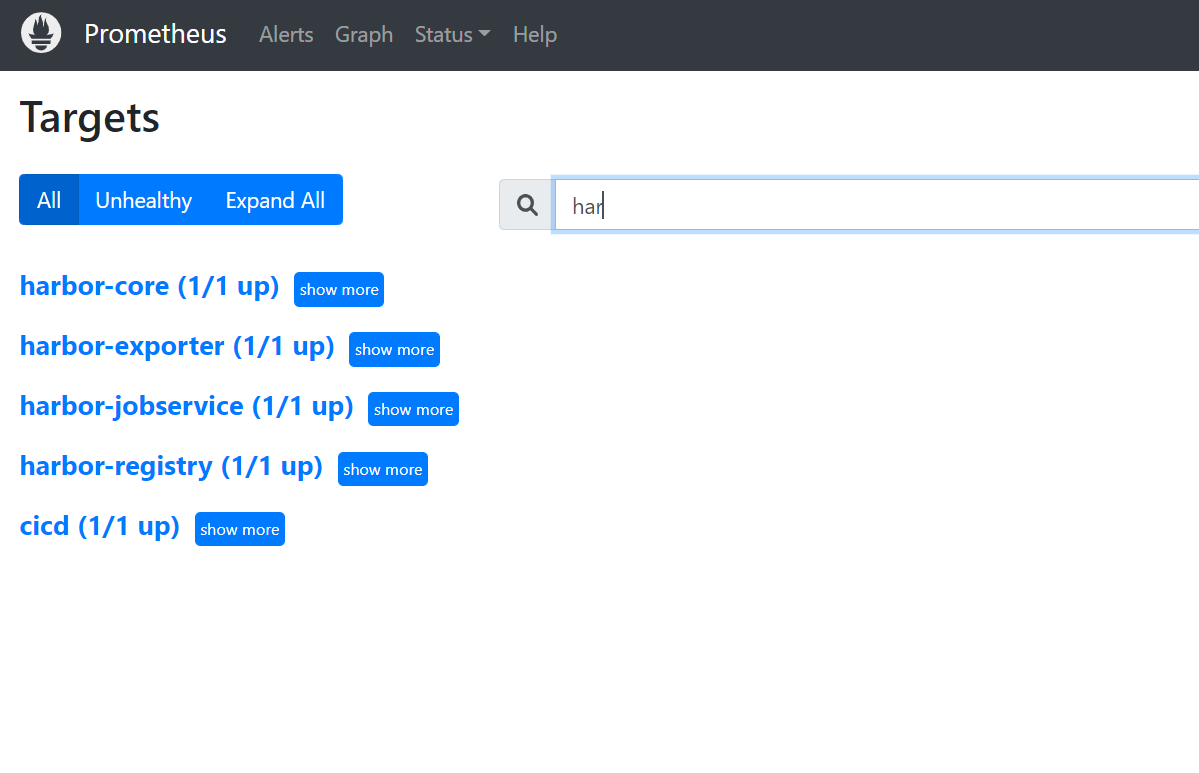 Prometheus Alerts Graph Status Help
Targets
All Unhealthy Expand All har
harbor-core (1/1 up) show more
harbor-exporter (1/1 up) show more
harbor-jobservice (1/1 up) show more
harbor-registry (1/1 up) show more
cicd (1/1 up) show more